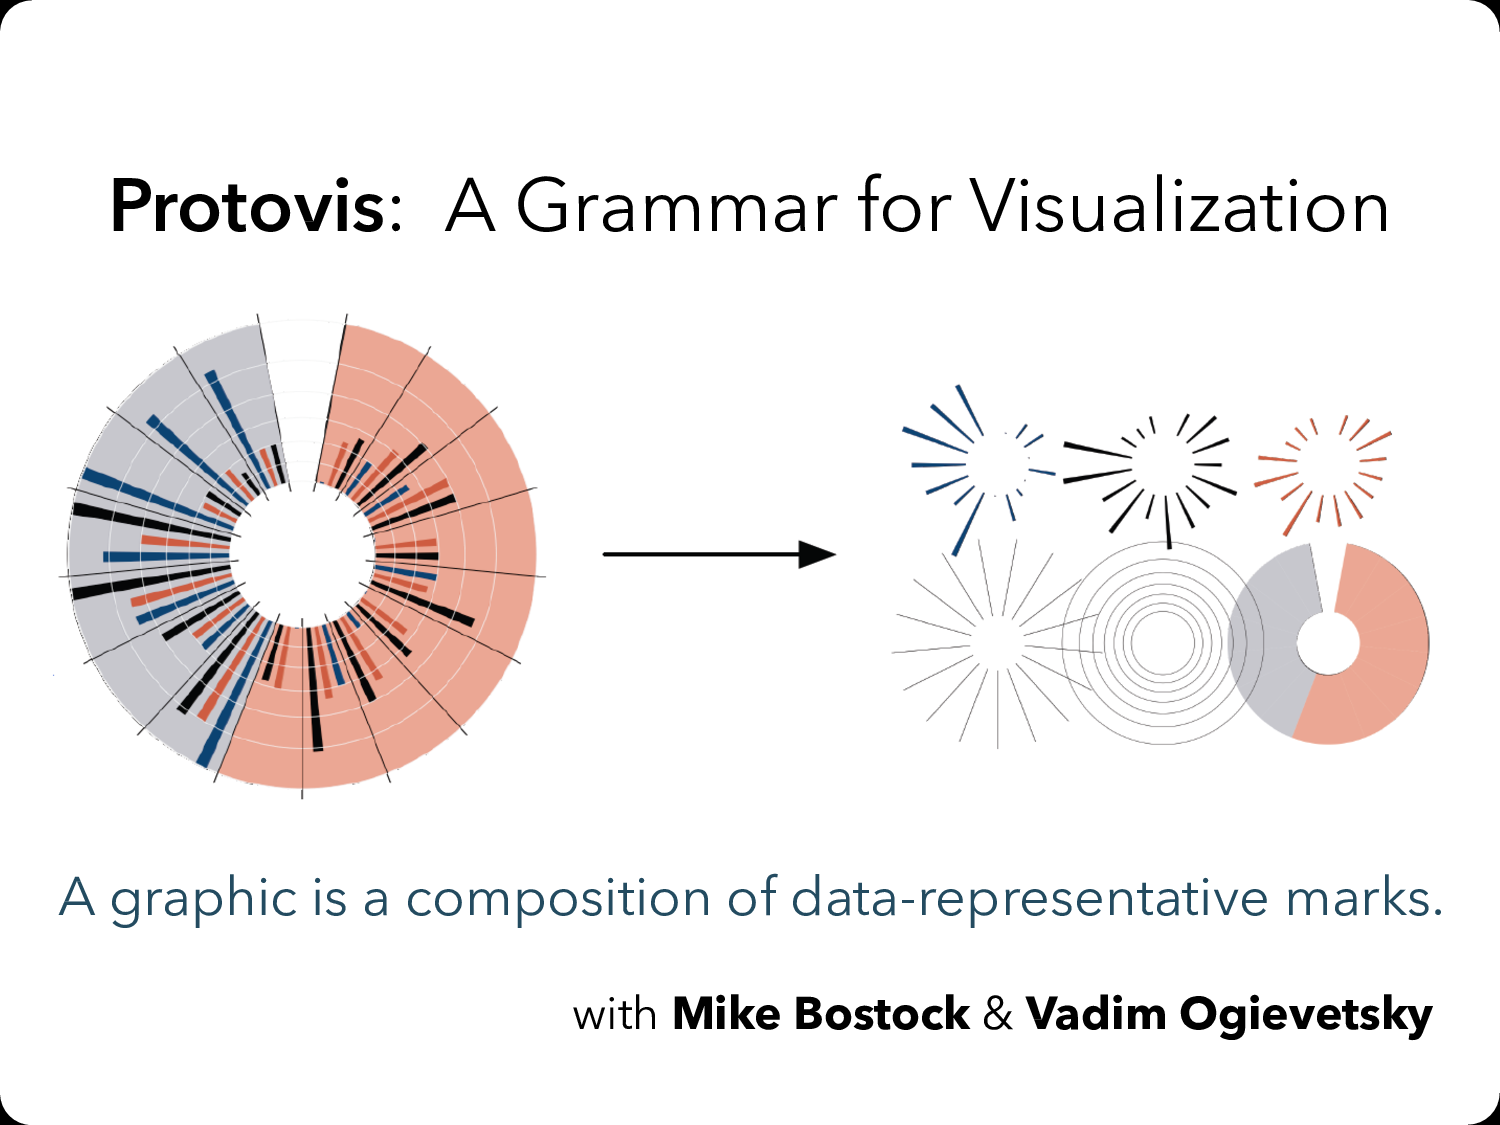 Protovis: A Grammar for Visualization
A graphic is a composition of data-representative marks.
with Mike Bostock & Vadim Ogievetsky